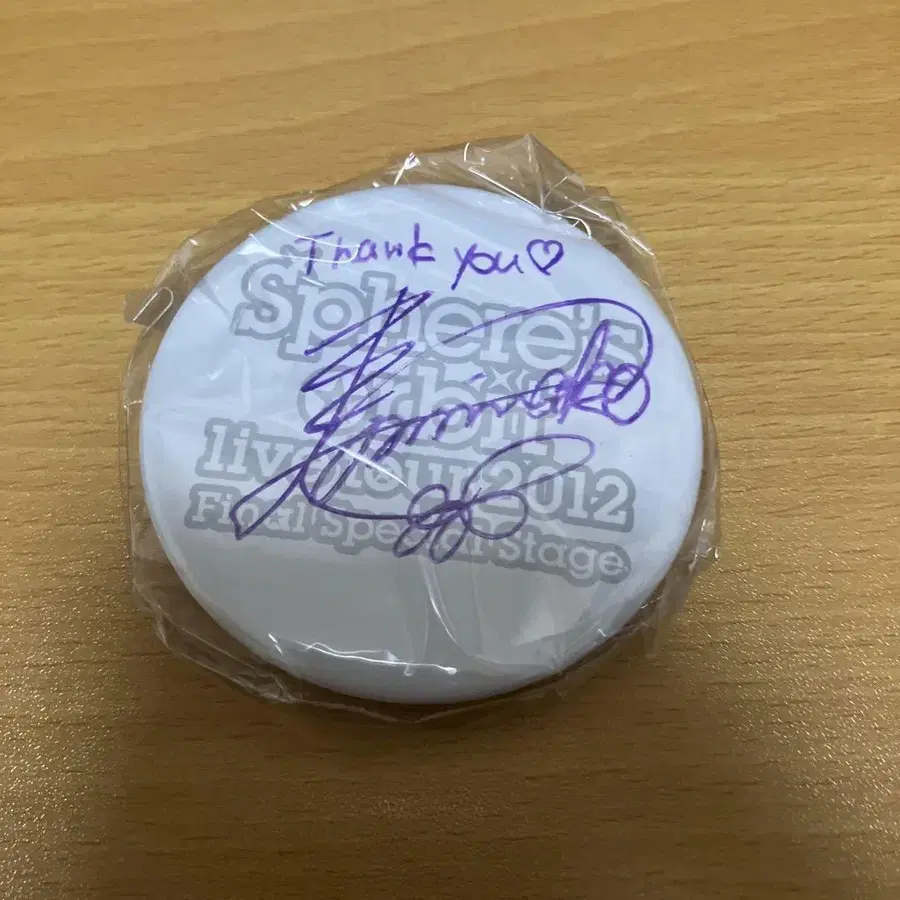 Thank you♡
Sphere's
orbit
live tour 2012
Final Special Stage